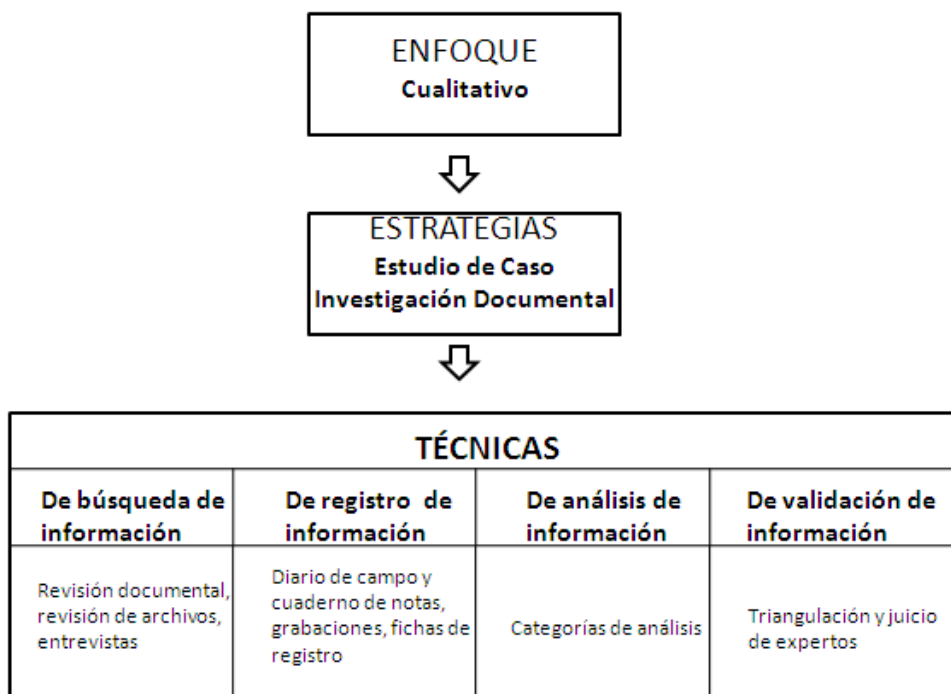 ENFOQUE
Cualitativo
ESTRATEGIAS
Estudio de Caso
Investigación Documental
TÉCNICAS
De búsqueda de
información
De registro de
información
De análisis de
información
De validación de
información
Revisión documental,
revisión de archivos,
entrevistas
Diario de campo y
cuaderno de notas,
grabaciones, fichas de
registro
Categorías de análisis
Triangulación y juicio
de expertos